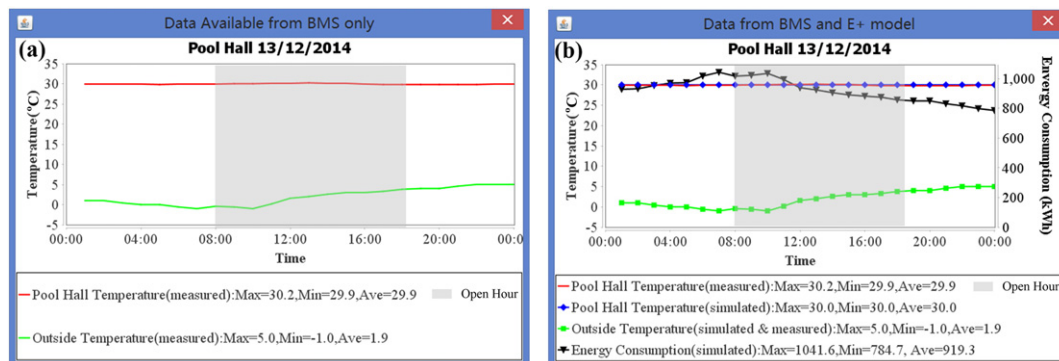 Data Available from BMS only
(a)
Pool Hall 13/12/2014
Temperature(°C)
35
30
25
20
15
10
5
0
-5
00:00
04:00
08:00
12:00
16:00
20:00
00:00
Time
Pool Hall Temperature(measured):Max=30.2,Min=29.9,Ave=29.9
Open Hour
Outside Temperature(measured):Max=5.0,Min=-1.0,Ave=1.9
Data from BMS and E+ model
(b)
Pool Hall 13/12/2014
Temperature(°C)
35
30
25
20
15
10
5
0
-5
1,000
800
600
400
200
0
Envergy Consumption (kWh)
00:00
04:00
08:00
12:00
16:00
20:00
00:00
Time
Pool Hall Temperature(measured):Max=30.2,Min=29.9,Ave=29.9
Pool Hall Temperature(simulated):Max=30.0,Min=30.0,Ave=30.0
Open Hour
Outside Temperature(simulated & measured):Max=5.0,Min=-1.0,Ave=1.9
Energy Consumption(simulated):Max=1041.6,Min=784.7, Ave=919.3